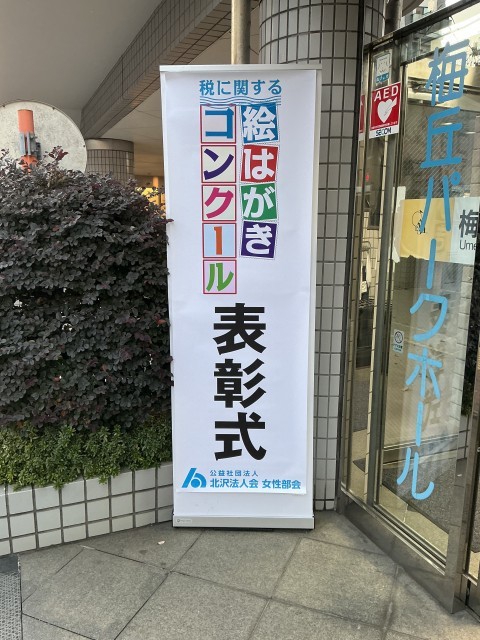 税に関する
絵はがき
コンクール
表彰式
公益社団法人
北沢法人会 女性部会
AED
SECOM
梅丘パークホール
梅
Ume